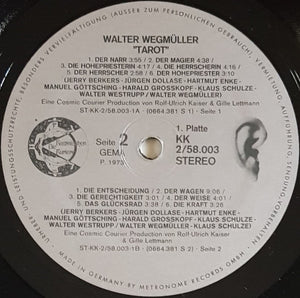 WALTER WEGMÜLLER
"TAROT"
1. DER NARR 3:55 / 2. DER MAGIER 4:38
3. DIE HOHEPRIESTERIN 4:17 / 4. DIE HERRSCHERIN 4:16 /
5. DER HERRSCHER 2:58 / 6. DER HOHEPRIESTER 3:10
(JERRY BERKERS - JÜRGEN DOLLASE - HARTMUT ENKE -
MANUEL GÖTTSCHING - HARALD GROSSKOPF - KLAUS SCHULZE -
WALTER WESTRUPP / WALTER WEGMÜLLER)
Eine Cosmic Courier Production von Rolf-Ulrich Kaiser & Gille Lettmann
ST-KK-2/58.003-1A · (0664 381 S 1) · Seite 1
Seite 2
GEMA
P. 1973
1. Platte
KK
2/58.003
STEREO
1. DIE ENTSCHEIDUNG / 2. DER WAGEN 9:06 /
3. DIE GERECHTIGKEIT 3:01 / 4. DER WEISE 4:01
5. DAS GLÜCKSRAD 3:38 / 6. DIE KRAFT 3:28
(JERRY BERKERS - JÜRGEN DOLLASE - HARTMUT ENKE
MANUEL GÖTTSCHING - HARALD GROSSKOPF - KLAUS SCHULZE -
WALTER WESTRUPP / WALTER WEGMÜLLER - KLAUS SCHULZE)
Eine Cosmic Courier Production von Rolf-Ulrich Kaiser
& Gille Lettmann
ST-KK-2/58.003-1B (0664 381 S 2) · Seite 2
MADE IN GERMANY BY METRONOME RECORDS GMBH